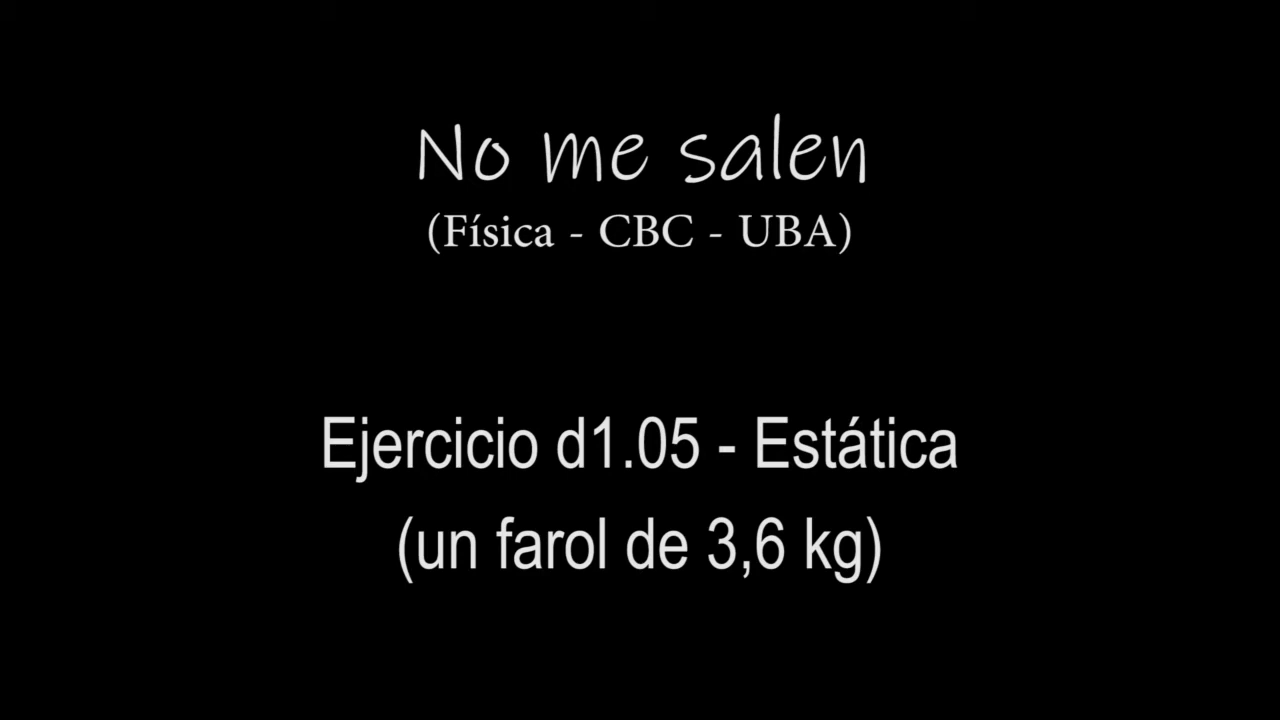 No me salen
(Física - CBC - UBA)
Ejercicio d1.05 - Estática
(un farol de 3,6 kg)